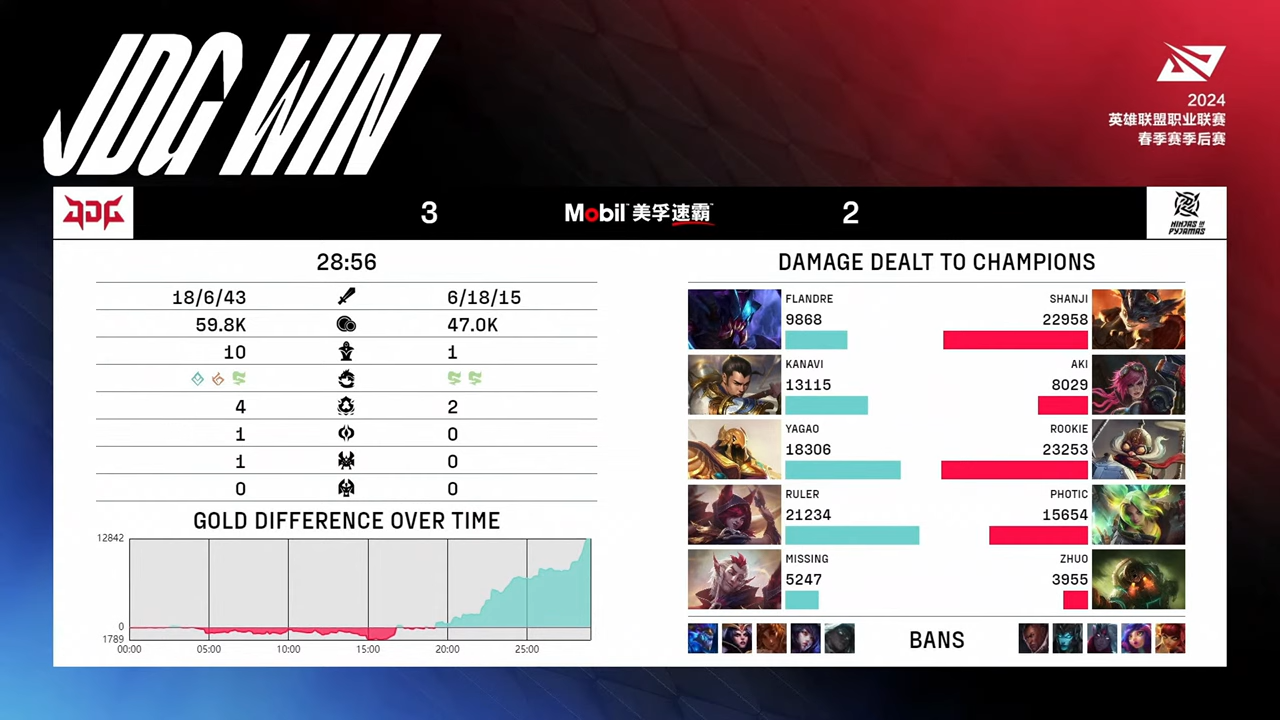 JDG WIN
2024
英雄联盟职业联赛
春季赛季后赛
JDG
3
Mobil 美孚速霸
2
NINJAS IN PYJAMAS
28:56
18/6/43
6/18/15
59.8K
47.0K
10
1
4
2
1
0
1
0
0
0
GOLD DIFFERENCE OVER TIME
12842
0
1789
00:00
05:00
10:00
15:00
20:00
25:00
DAMAGE DEALT TO CHAMPIONS
FLANDRE
SHANJI
9868
22958
KANAVI
AKI
13115
8029
YAGAO
ROOKIE
18306
23253
RULER
PHOTIC
21234
15654
MISSING
ZHUO
5247
3955
BANS